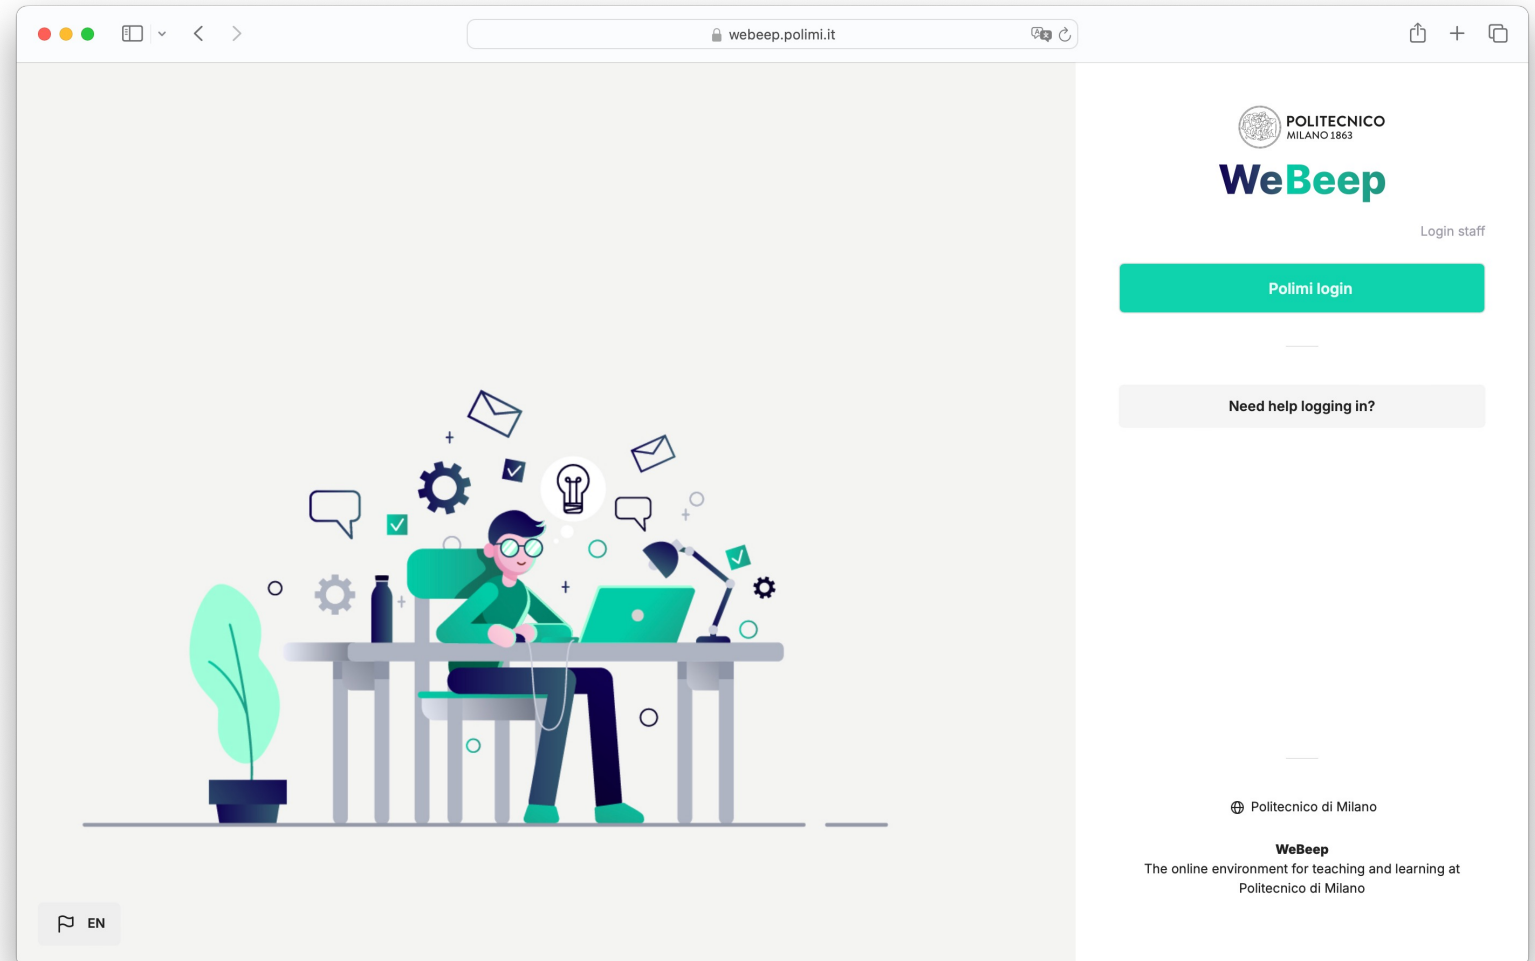 webeep.polimi.it
POLITECNICO
MILANO 1863
WeBeep
Login staff
Polimi login
Need help logging in?
Politecnico di Milano
WeBeep
The online environment for teaching and learning at
Politecnico di Milano
EN